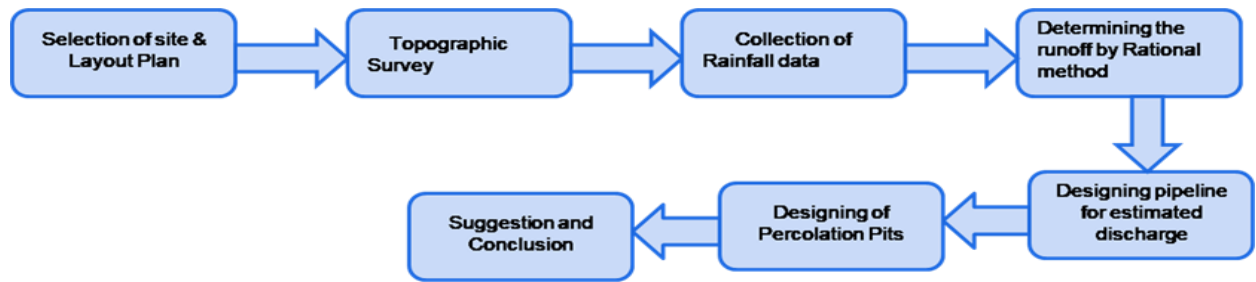 Selection of site &
Layout Plan
Topographic
Survey
Collection of
Rainfall data
Determining the
runoff by Rational
method
Designing pipeline
for estimated
discharge
Designing of
Percolation Pits
Suggestion and
Conclusion